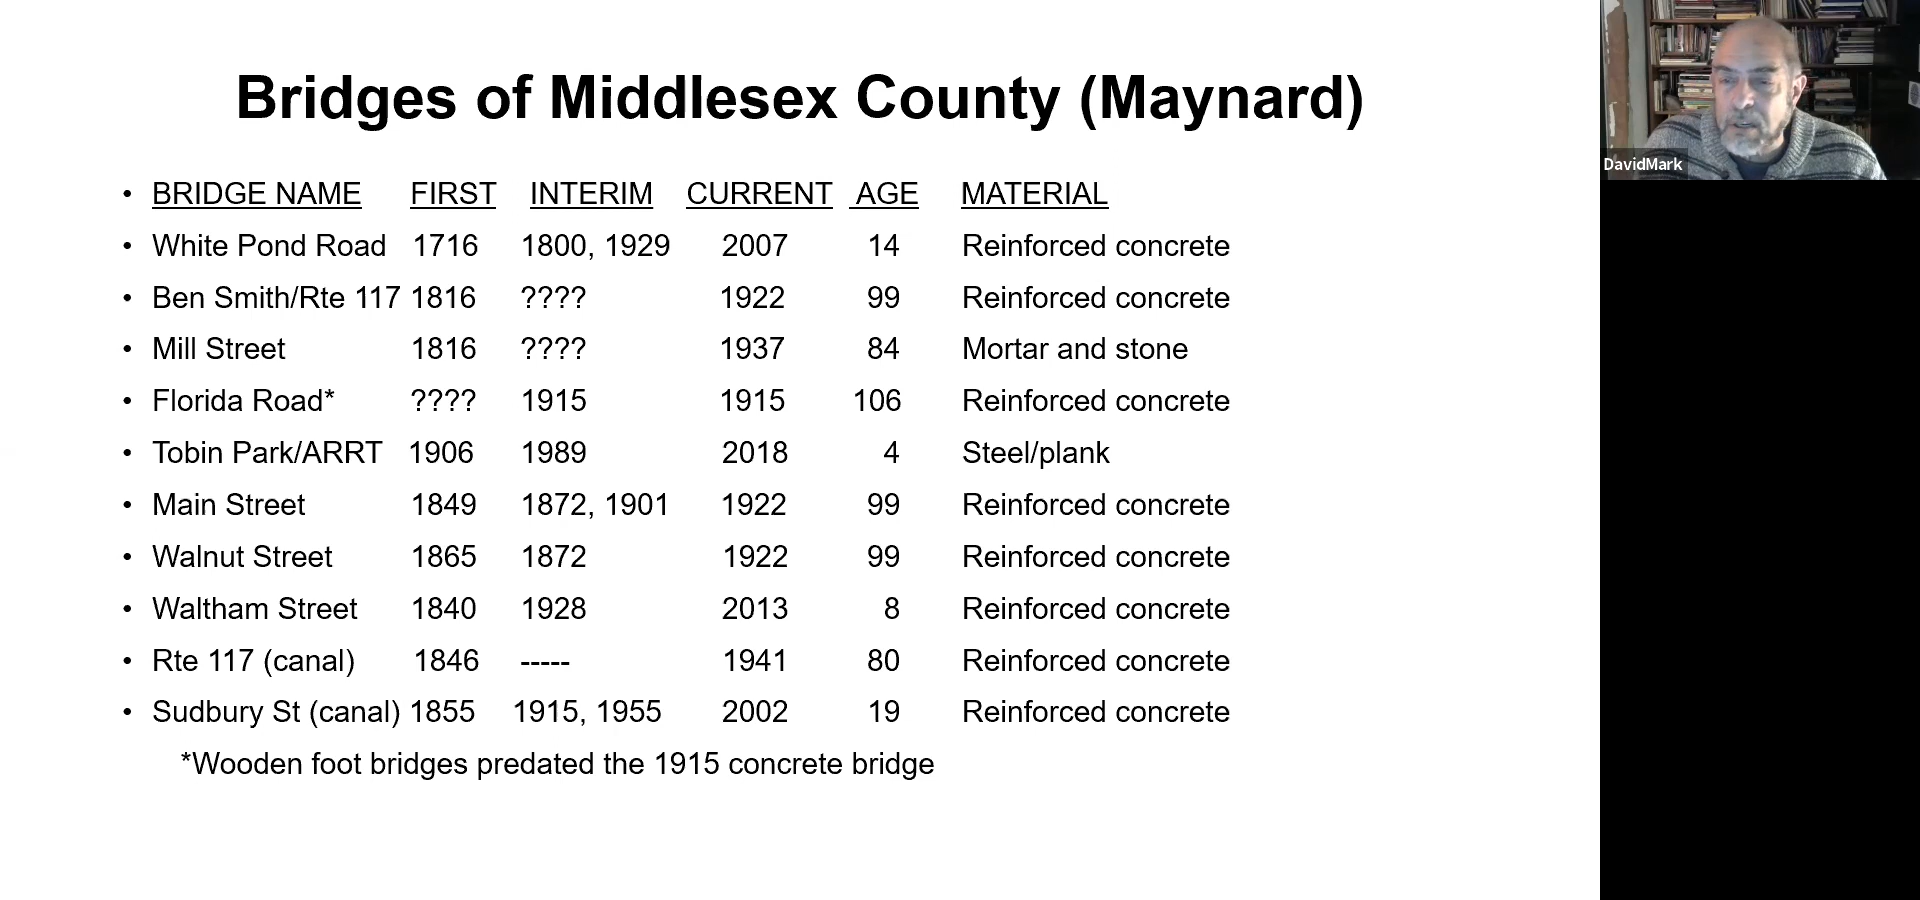 Bridges of Middlesex County (Maynard)
• BRIDGE NAME FIRST INTERIM CURRENT AGE MATERIAL
• White Pond Road 1716 1800, 1929 2007 14 Reinforced concrete
• Ben Smith/Rte 117 1816 ???? 1922 99 Reinforced concrete
• Mill Street 1816 ???? 1937 84 Mortar and stone
• Florida Road* ???? 1915 1915 106 Reinforced concrete
• Tobin Park/ARRT 1906 1989 2018 4 Steel/plank
• Main Street 1849 1872, 1901 1922 99 Reinforced concrete
• Walnut Street 1865 1872 1922 99 Reinforced concrete
• Waltham Street 1840 1928 2013 8 Reinforced concrete
• Rte 117 (canal) 1846 ----- 1941 80 Reinforced concrete
• Sudbury St (canal) 1855 1915, 1955 2002 19 Reinforced concrete
*Wooden foot bridges predated the 1915 concrete bridge
DavidMark